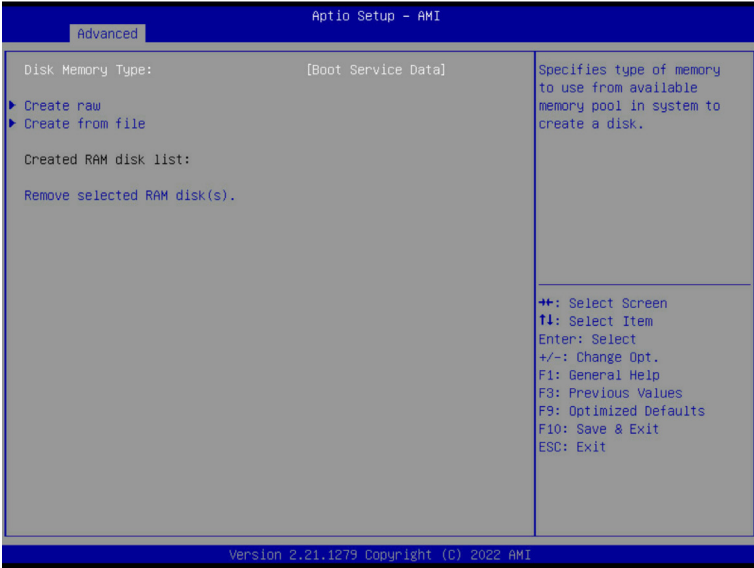 Aptio Setup – AMI
Advanced
Disk Memory Type: [Boot Service Data]
Create raw
Create from file
Created RAM disk list:
Remove selected RAM disk(s).
Specifies type of memory
to use from available
memory pool in system to
create a disk.
→←: Select Screen
↑↓: Select Item
Enter: Select
+/-: Change Opt.
F1: General Help
F3: Previous Values
F9: Optimized Defaults
F10: Save & Exit
ESC: Exit
Version 2.21.1279 Copyright (C) 2022 AMI